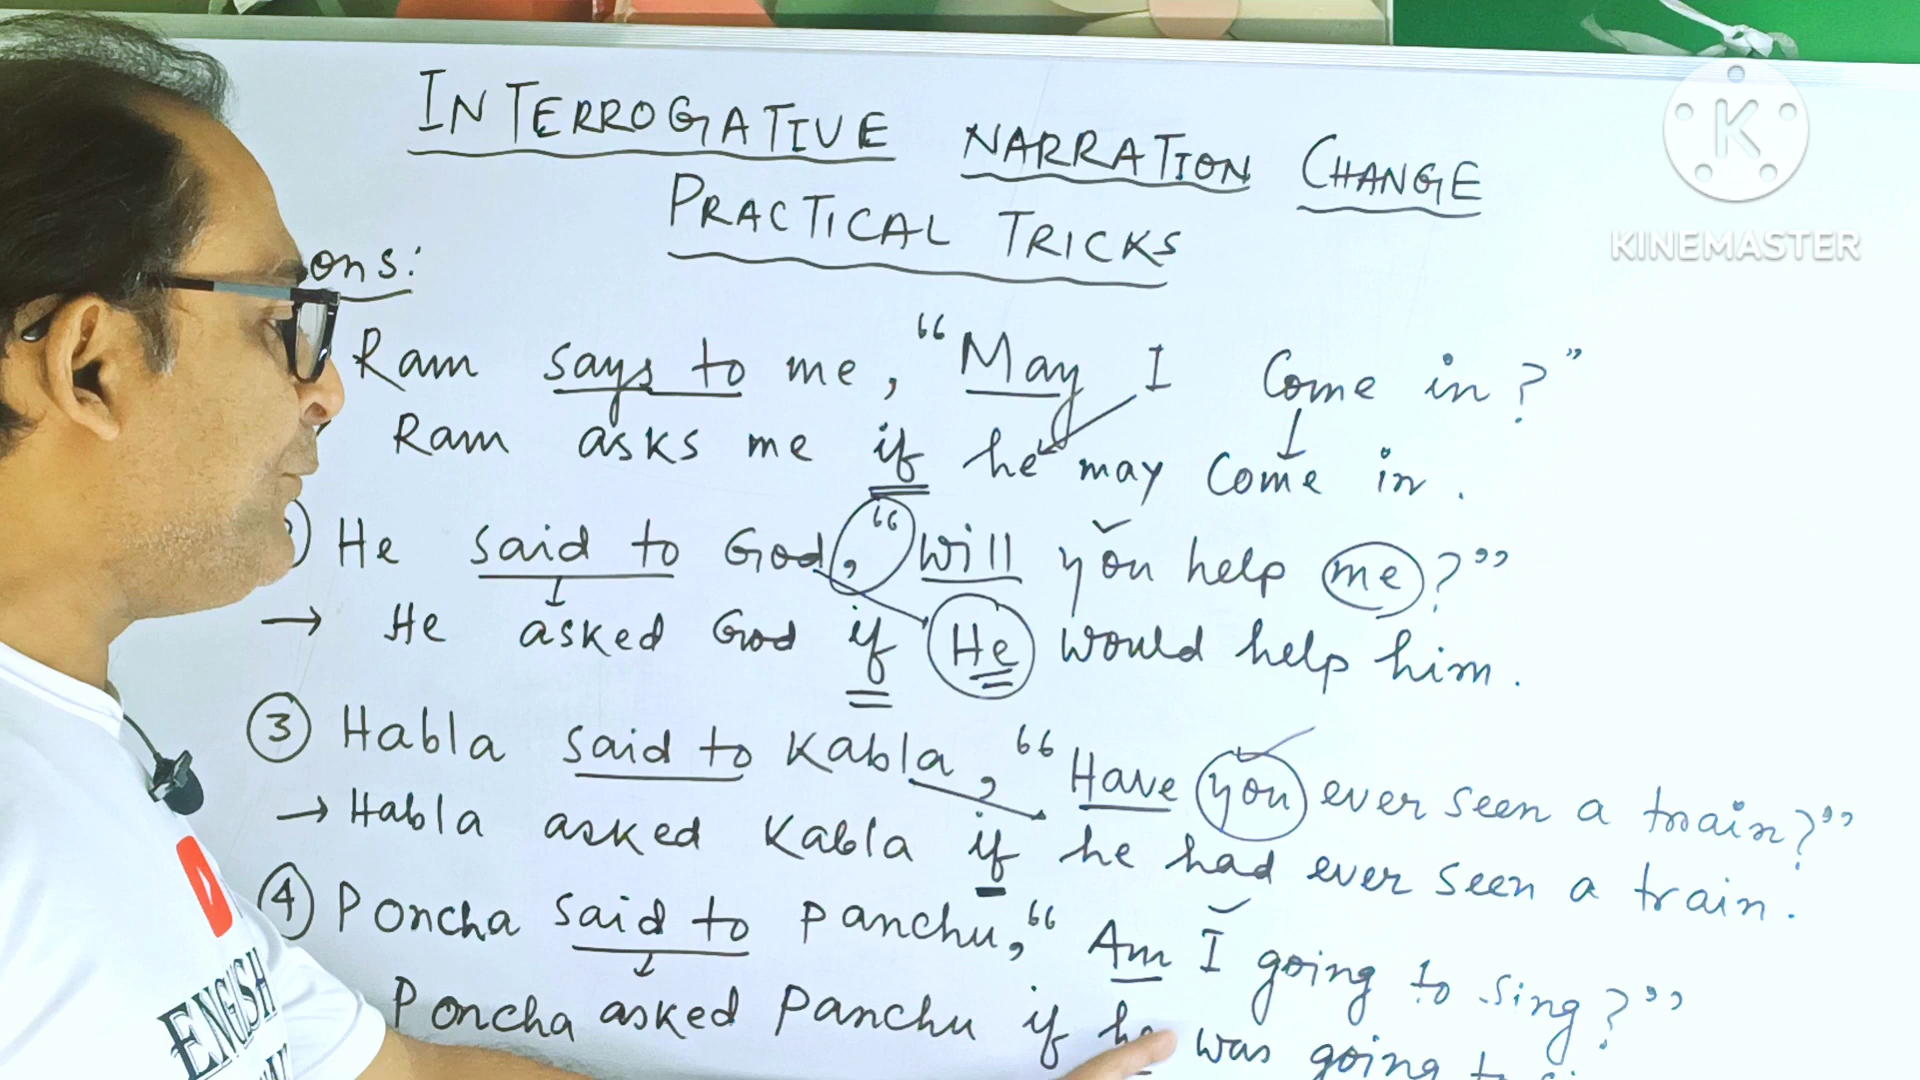 INTERROGATIVE NARRATION CHANGE
PRACTICAL TRICKS
KINEMASTER
ons:
Ram says to me, "May I Come in?"
Ram asks me if he may Come in.
He said to God, "Will you help me?"
→ He asked God if He would help him.
③ Habla said to Kabla, "Have you ever seen a train?"
→ Habla asked Kabla if he had ever seen a train.
④ Poncha said to Panchu, "Am I going to sing?"
Poncha asked Panchu if he was going
ENGLISH